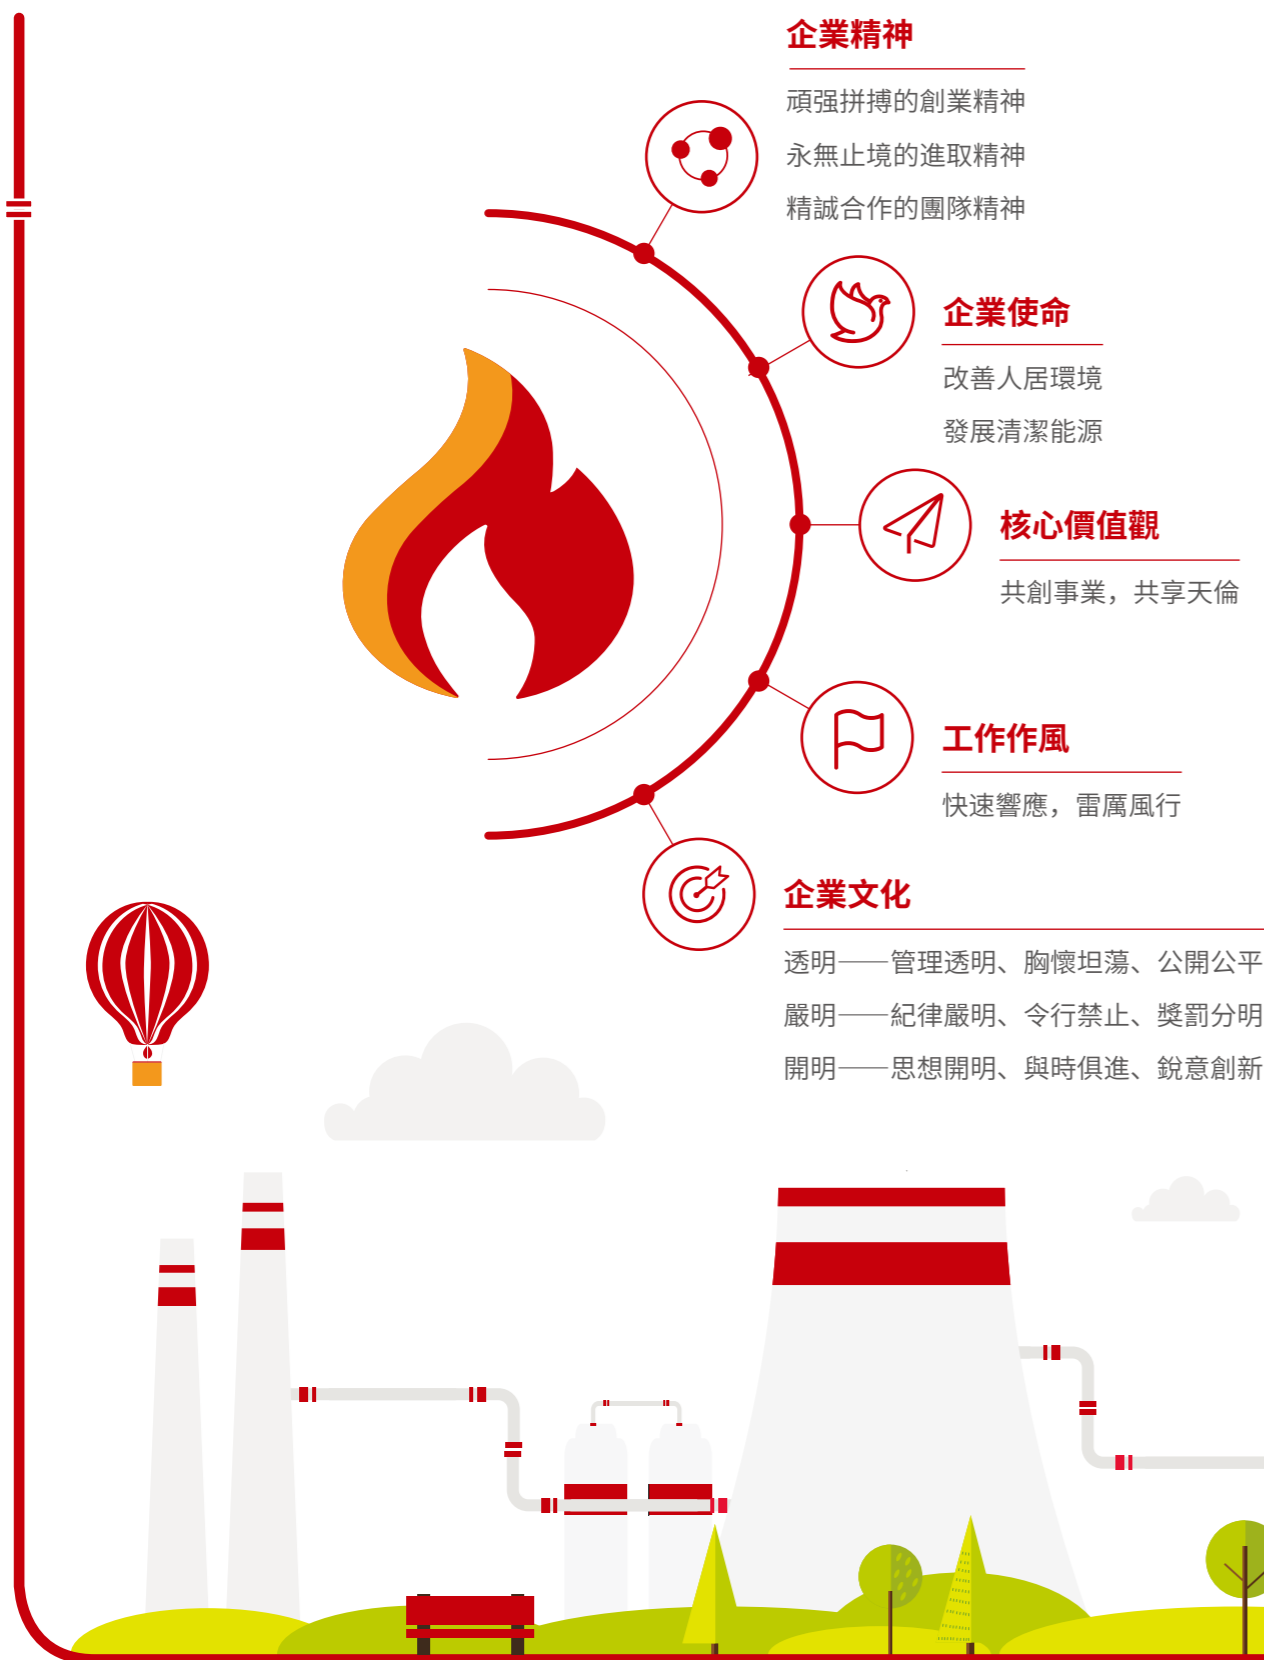 企業精神
頑强拼搏的創業精神
永無止境的進取精神
精誠合作的團隊精神
企業使命
改善人居環境
發展清潔能源
核心價值觀
共創事業，共享天倫
工作作風
快速響應，雷厲風行
企業文化
透明——管理透明、胸懷坦蕩、公開公平
嚴明——紀律嚴明、令行禁止、獎罰分明
開明——思想開明、與時俱進、銳意創新